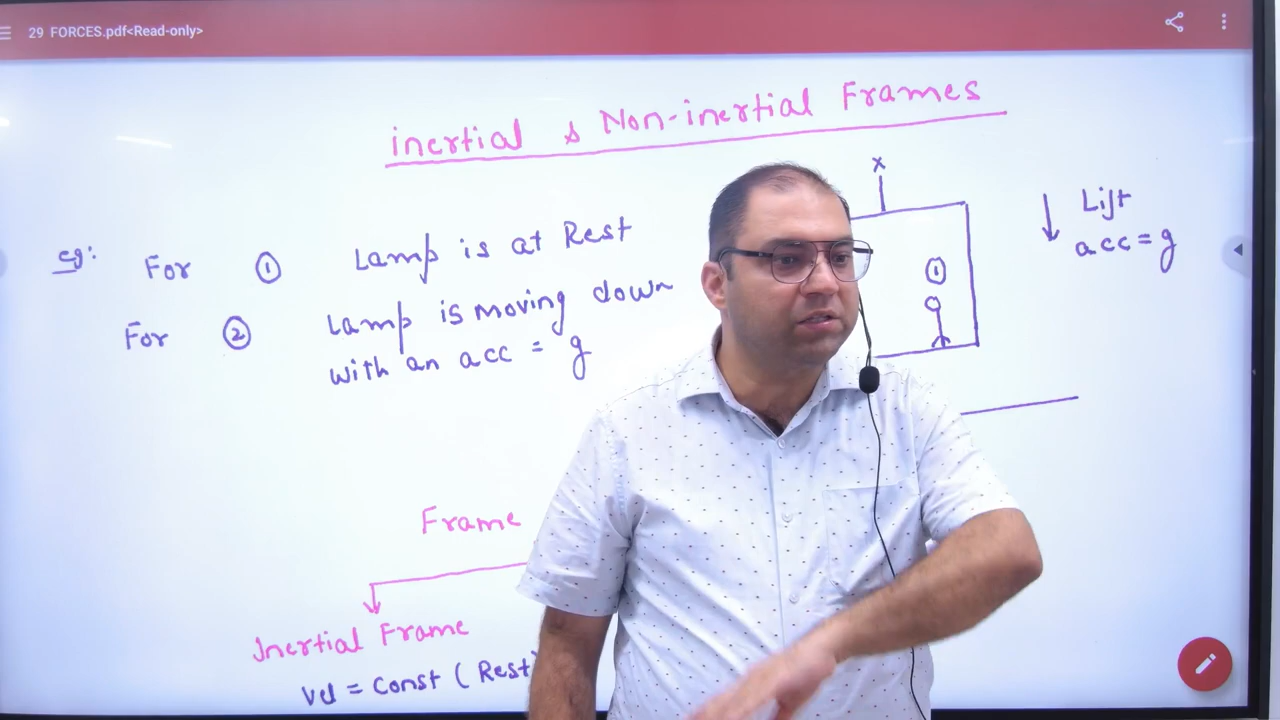 29 FORCES.pdf<Read-only>
inertial & Non-inertial Frames
x
eg: For ① Lamp is at Rest
For ② Lamp is moving down
with an acc = g
①
↓ Lift
acc = g
Frame
Inertial Frame
Vel = Const ( Rest